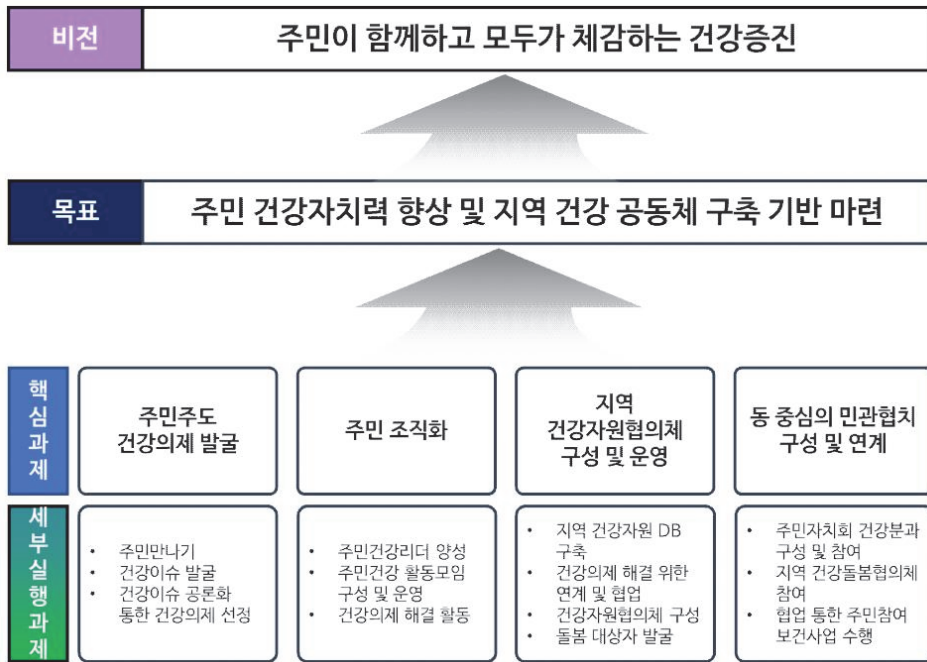 비전
주민이 함께하고 모두가 체감하는 건강증진
목표
주민 건강자치력 향상 및 지역 건강 공동체 구축 기반 마련
핵심과제
주민주도
건강의제 발굴
주민 조직화
지역
건강자원협의체
구성 및 운영
동 중심의 민관협치
구성 및 연계
세부실행과제
• 주민만나기
• 건강이슈 발굴
• 건강이슈 공론화
통한 건강의제 선정
• 주민건강리더 양성
• 주민건강 활동모임
구성 및 운영
• 건강의제 해결 활동
• 지역 건강자원 DB
구축
• 건강의제 해결 위한
연계 및 협업
• 건강자원협의체 구성
• 돌봄 대상자 발굴
• 주민자치회 건강분과
구성 및 참여
• 지역 건강돌봄협의체
참여
• 협업 통한 주민참여
보건사업 수행